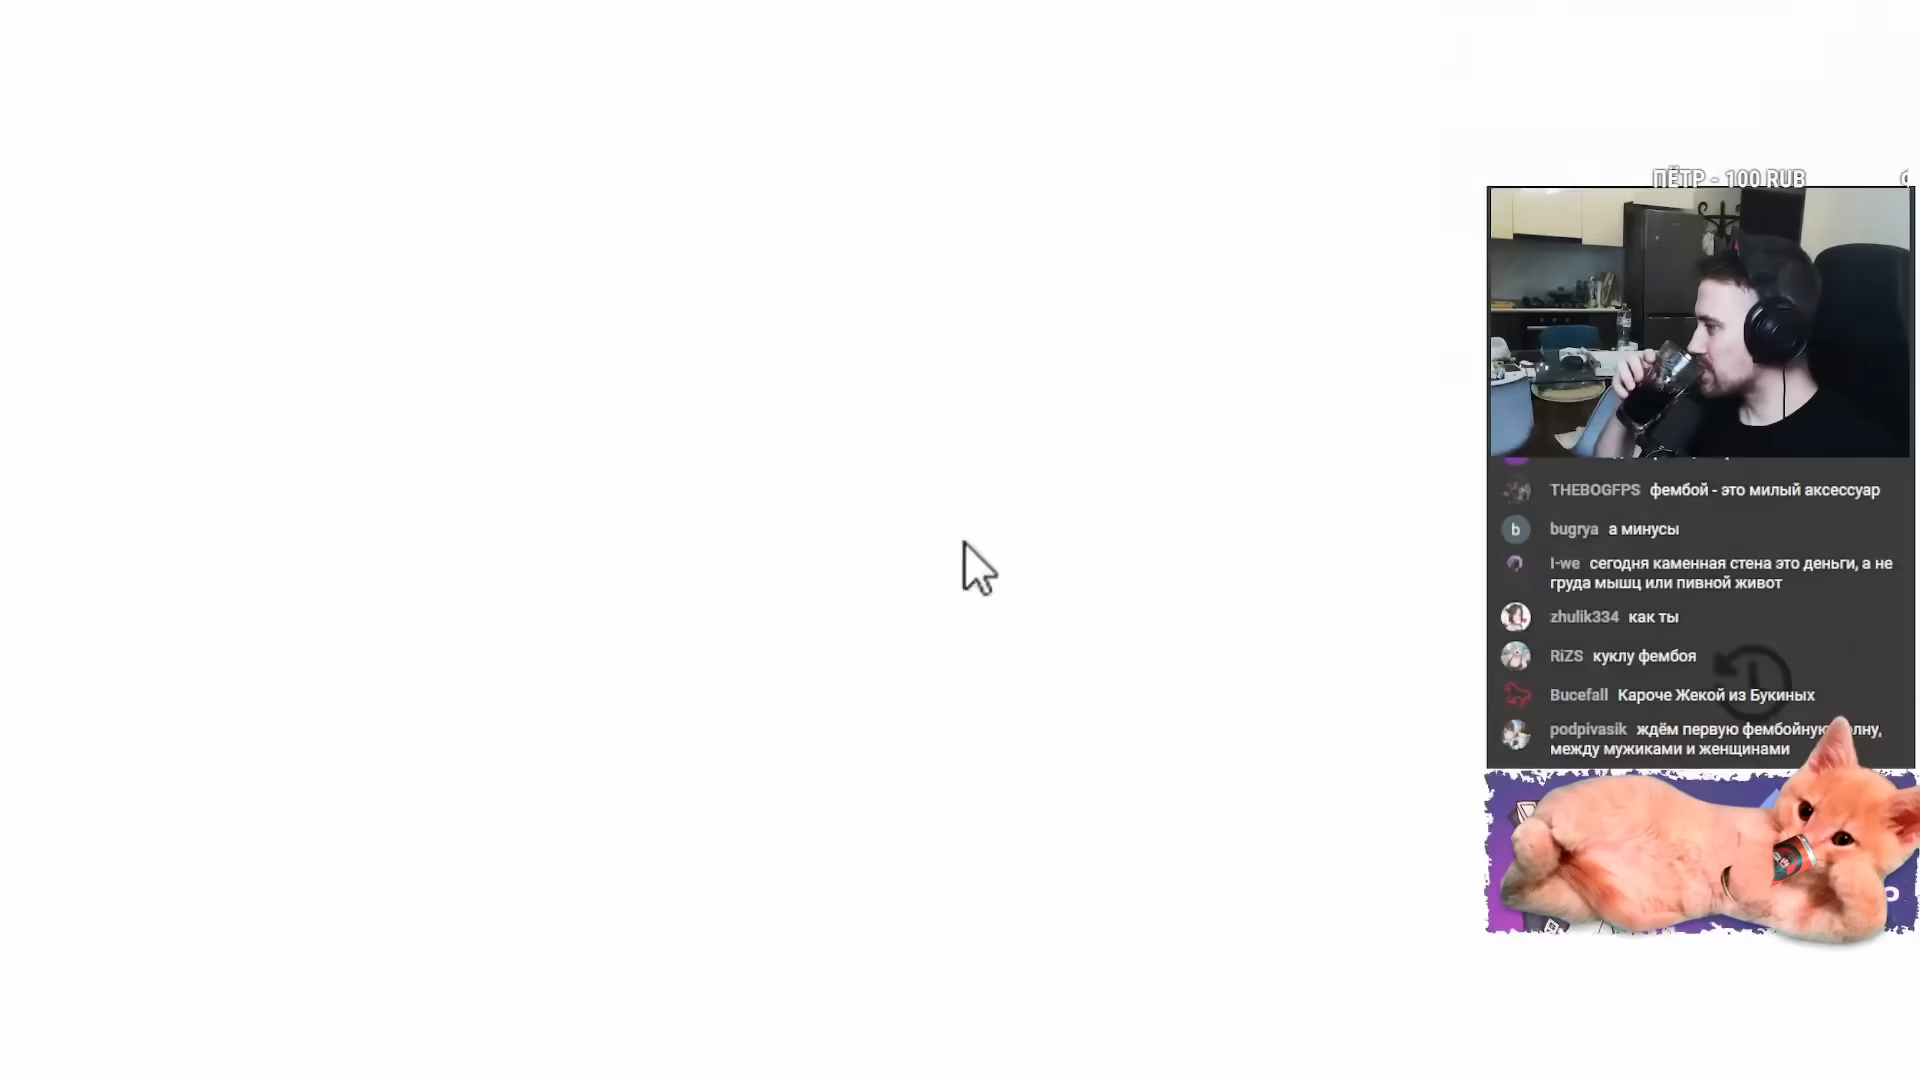 ПЁТР - 100 RUB
THEBOGFPS фембой - это милый аксессуар
b
bugrya а минусы
I-we сегодня каменная стена это деньги, а не
груда мышц или пивной живот
zhulik334 как ты
RiZS куклу фембоя
Bucefall Кароче Жекой из Букиных
podpivasik ждём первую
между мужиками и женщинами